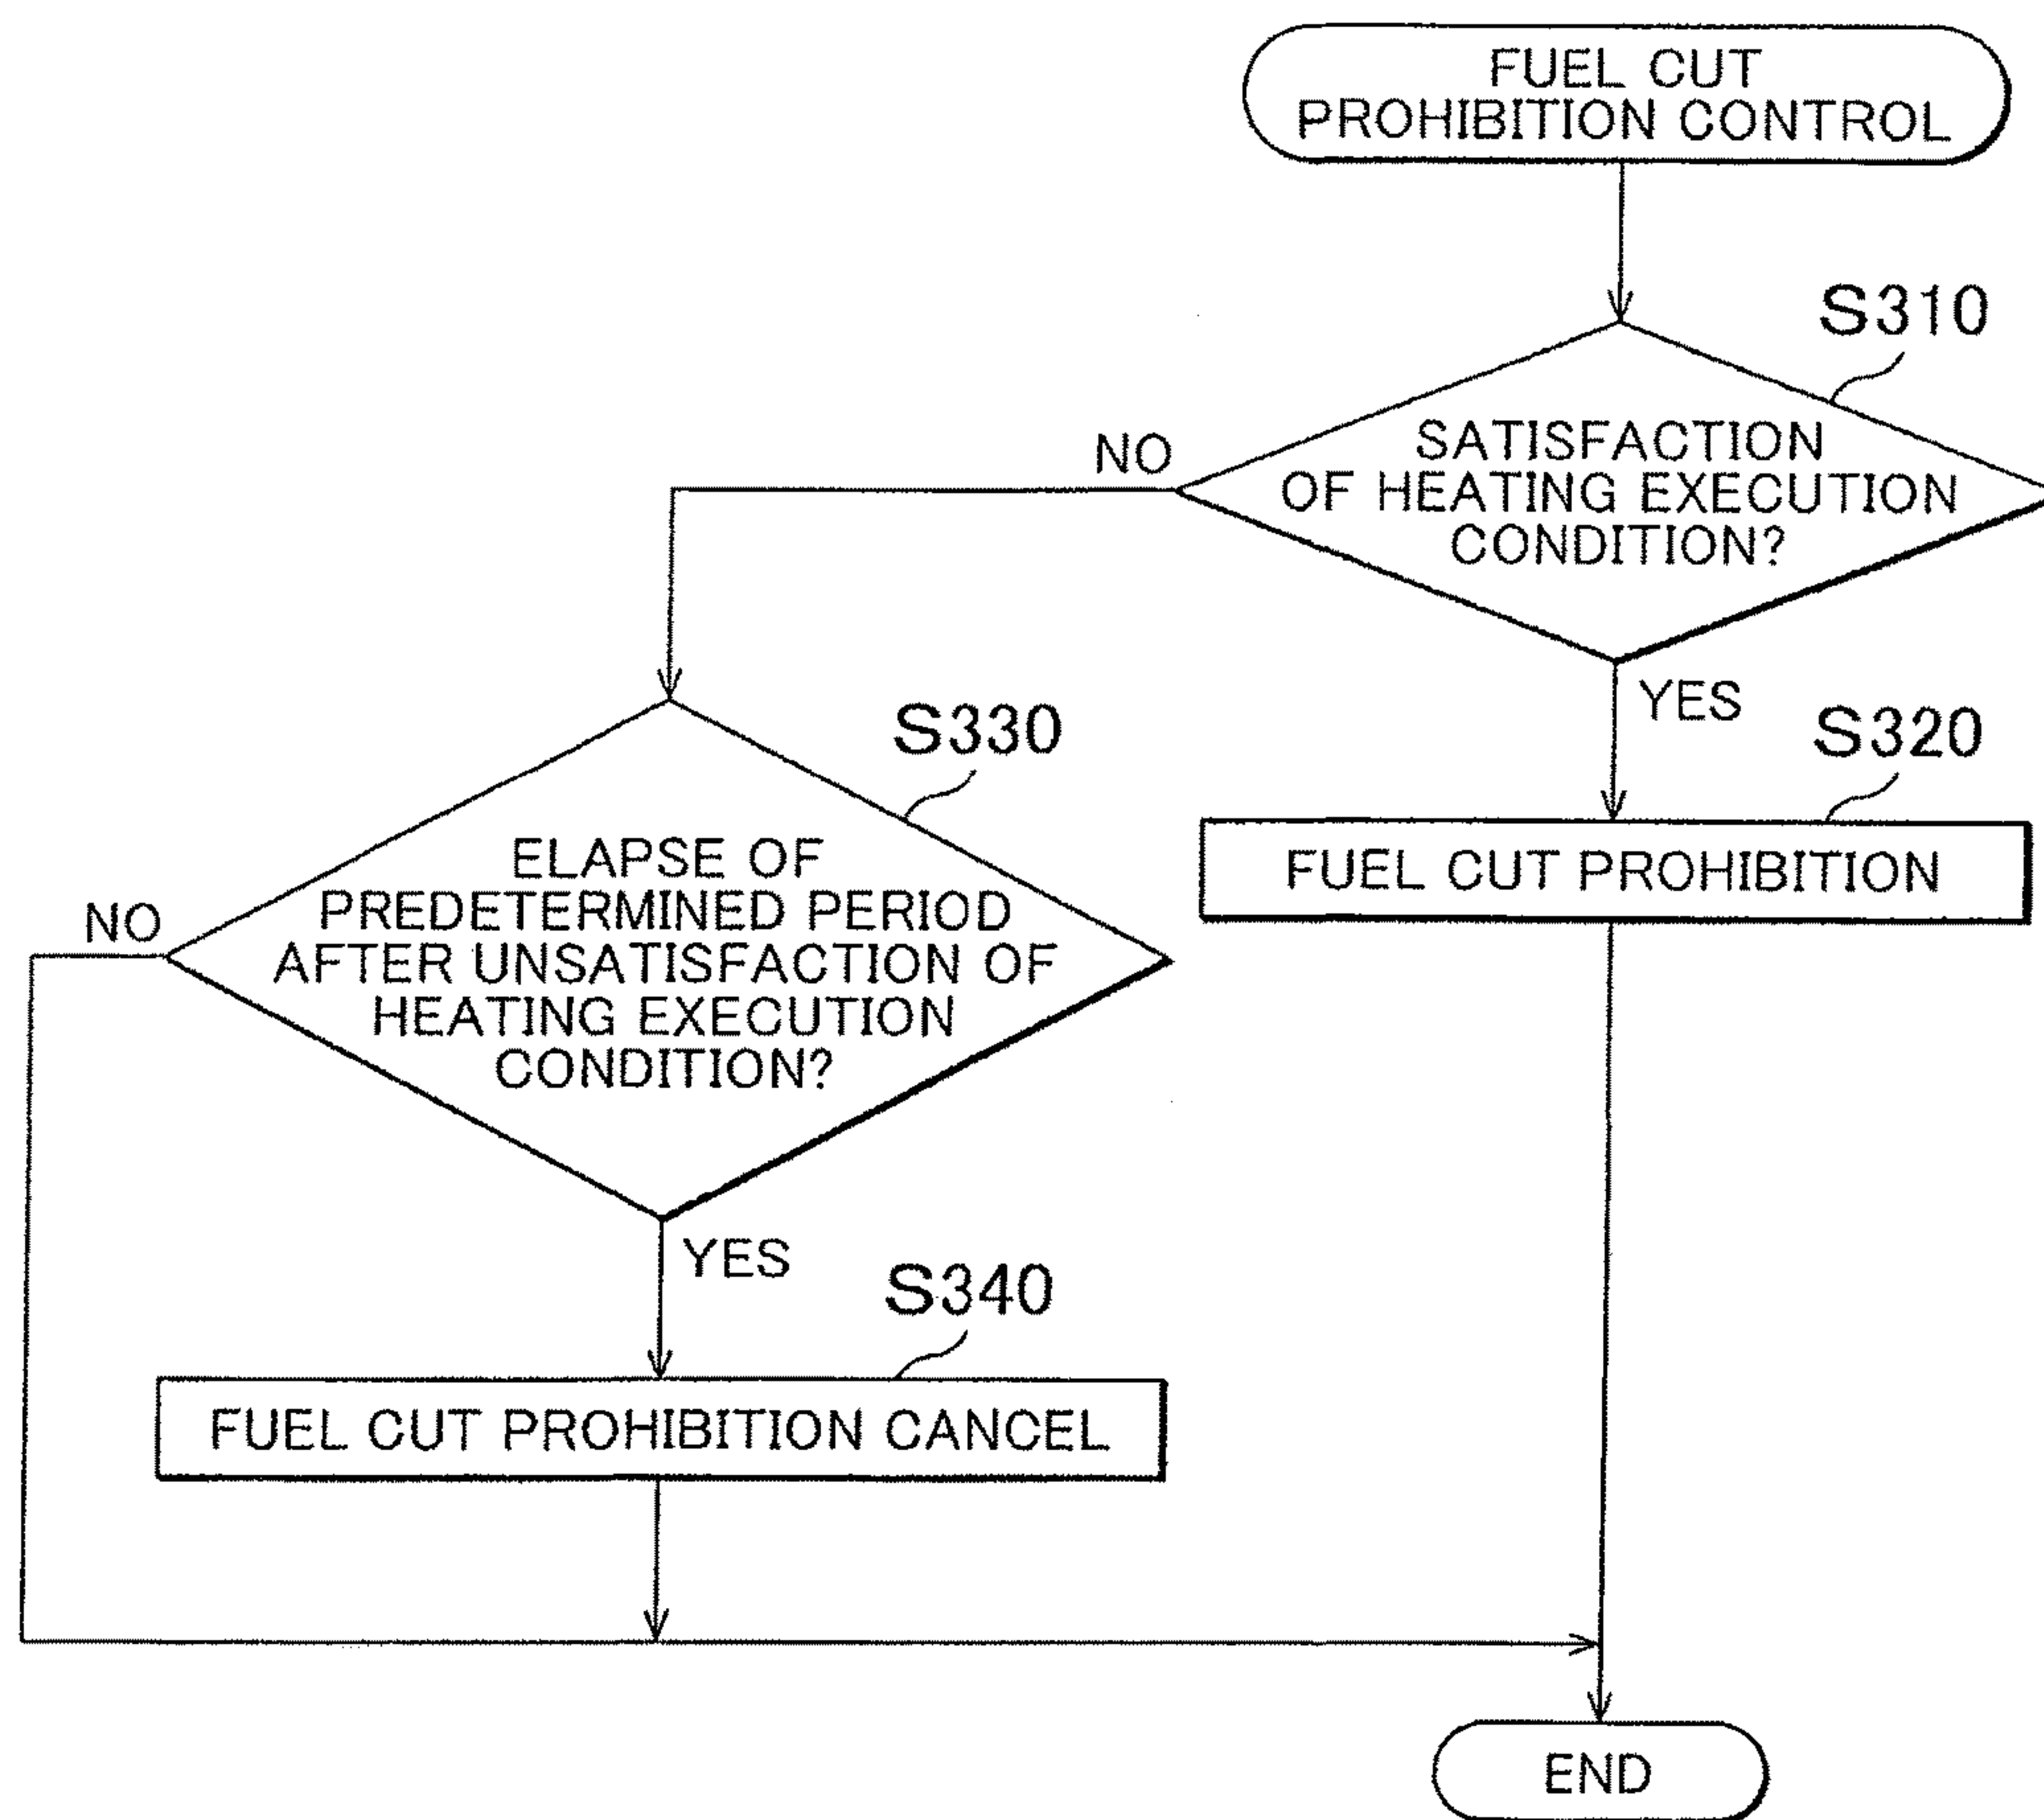 FUEL CUT
PROHIBITION CONTROL
S310
SATISFACTION
OF HEATING EXECUTION
CONDITION?
NO
YES
S320
FUEL CUT PROHIBITION
S330
ELAPSE OF
PREDETERMINED PERIOD
AFTER UNSATISFACTION OF
HEATING EXECUTION
CONDITION?
NO
YES
S340
FUEL CUT PROHIBITION CANCEL
END